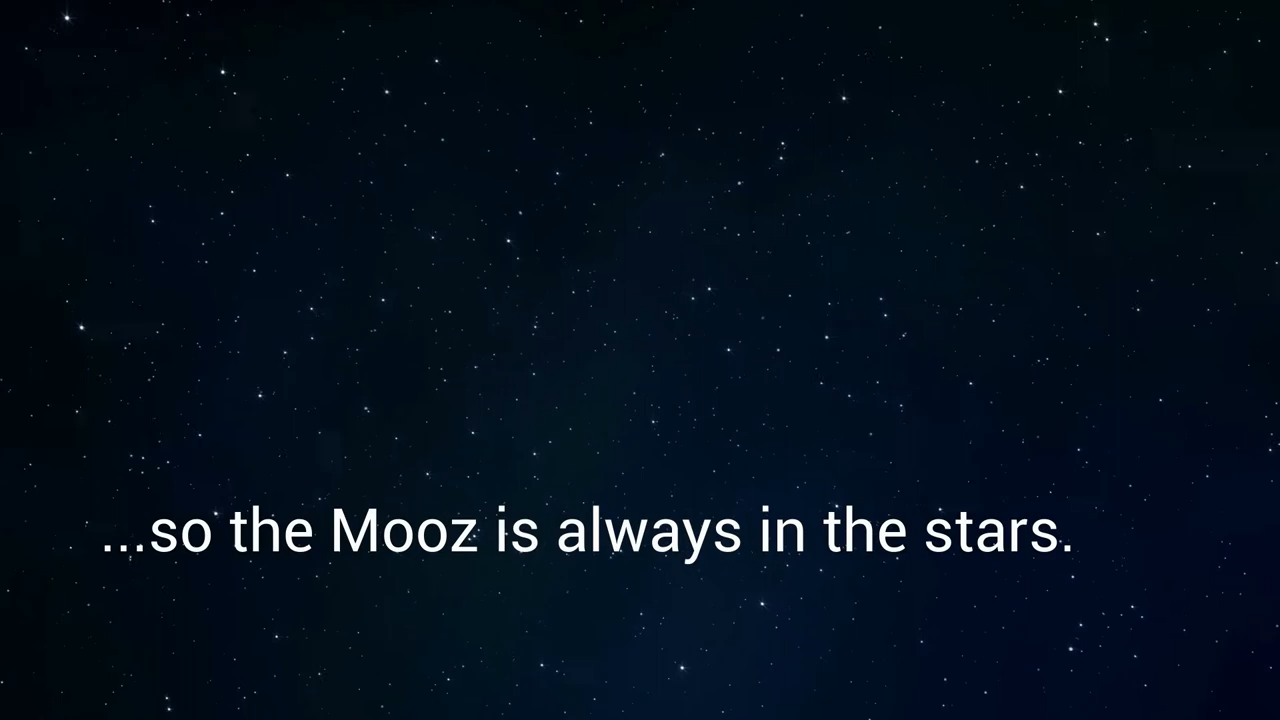 ...so the Mooz is always in the stars.